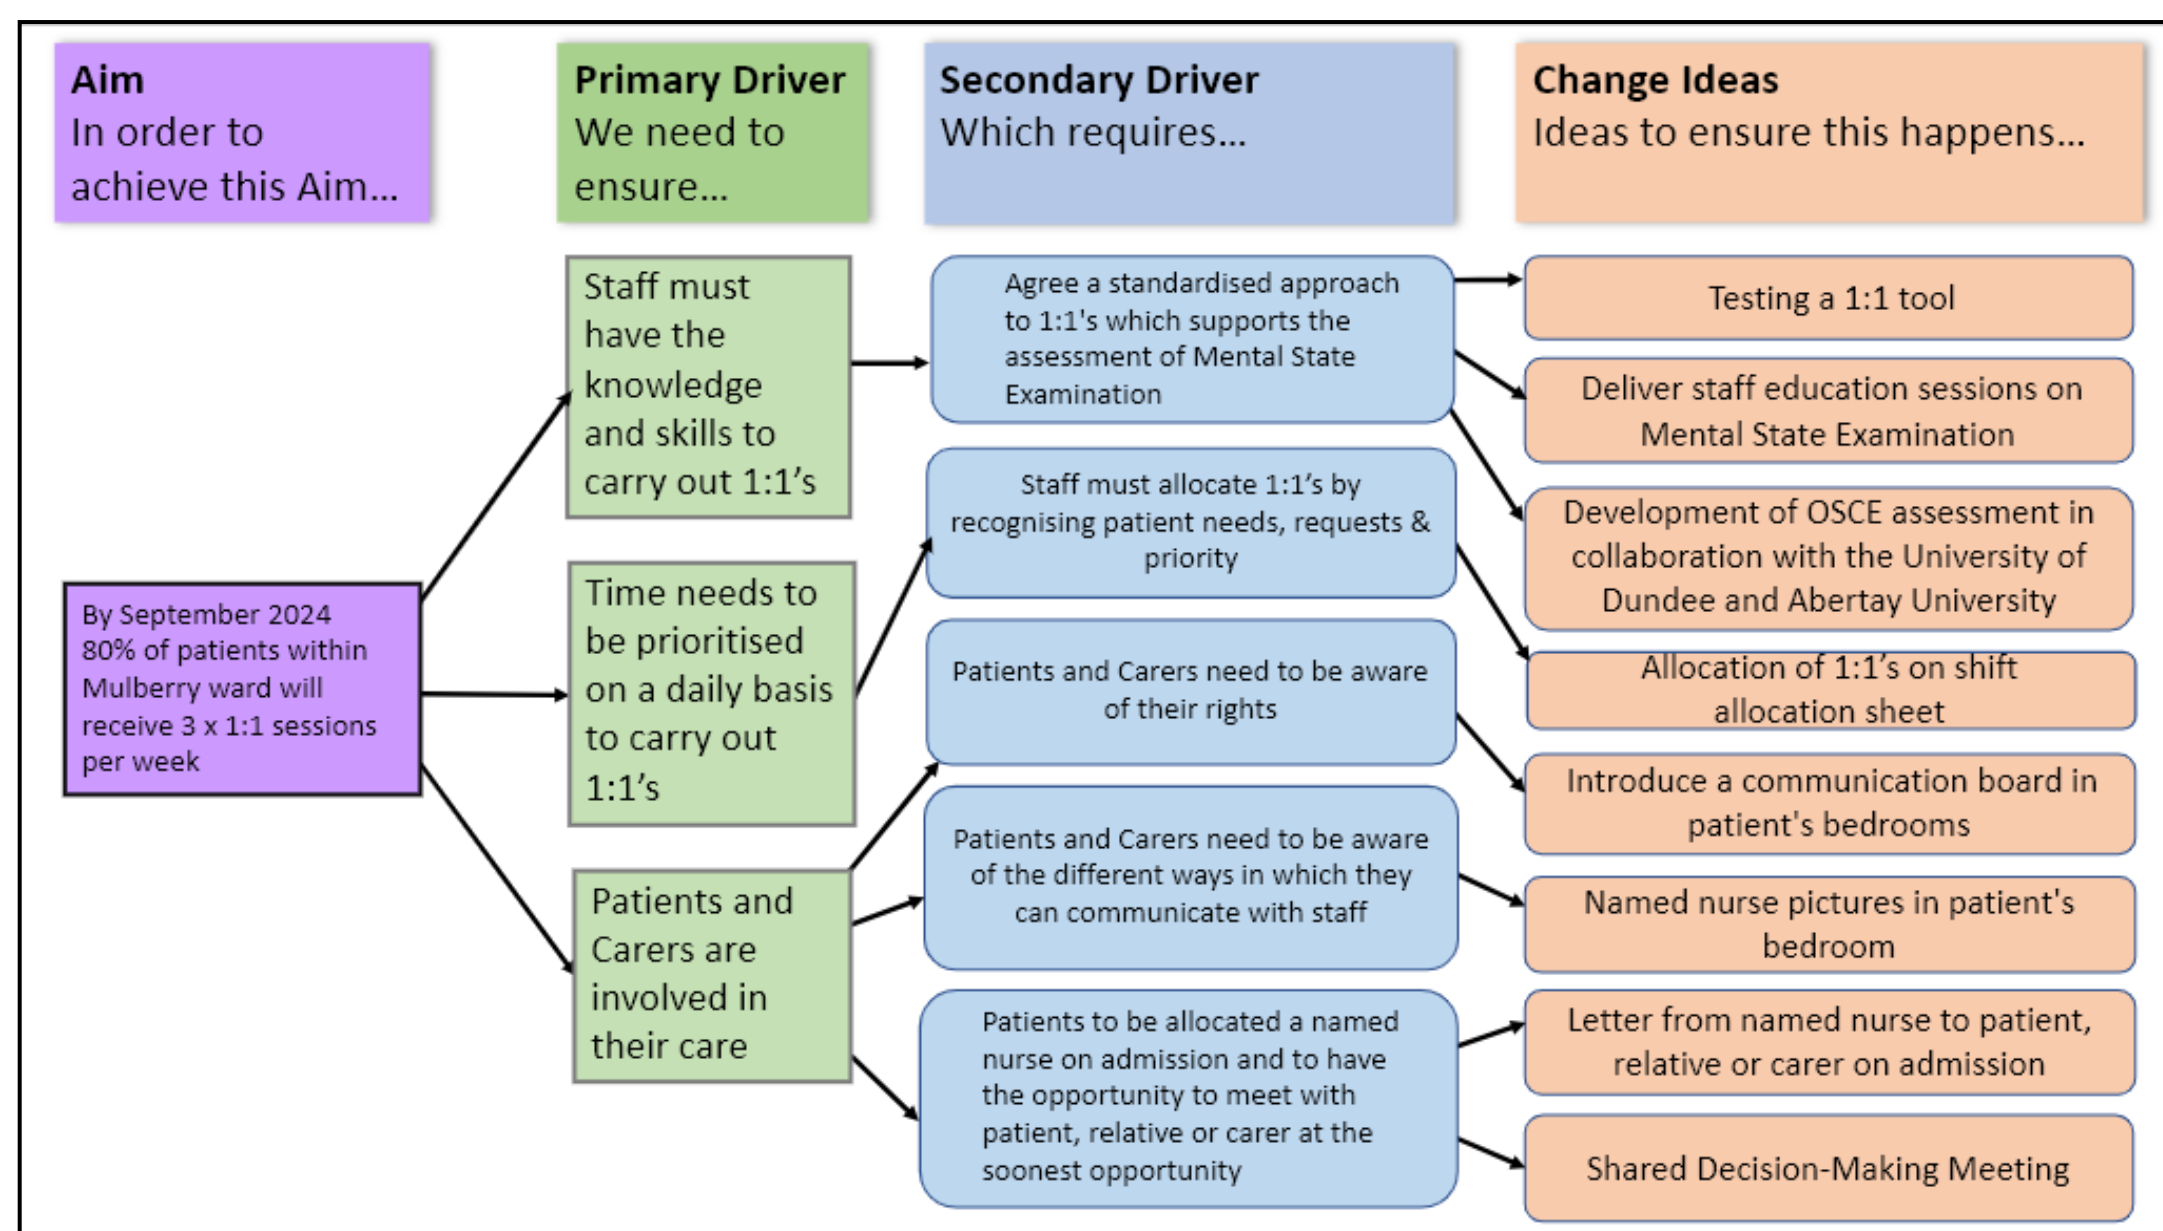 Aim
In order to
achieve this Aim...
Primary Driver
We need to
ensure...
Secondary Driver
Which requires...
Change Ideas
Ideas to ensure this happens...
By September 2024
80% of patients within
Mulberry ward will
receive 3 x 1:1 sessions
per week
Staff must
have the
knowledge
and skills to
carry out 1:1’s
Time needs to
be prioritised
on a daily basis
to carry out
1:1’s
Patients and
Carers are
involved in
their care
Agree a standardised approach
to 1:1's which supports the
assessment of Mental State
Examination
Staff must allocate 1:1’s by
recognising patient needs, requests &
priority
Patients and Carers need to be aware
of their rights
Patients and Carers need to be aware
of the different ways in which they
can communicate with staff
Patients to be allocated a named
nurse on admission and to have
the opportunity to meet with
patient, relative or carer at the
soonest opportunity
Testing a 1:1 tool
Deliver staff education sessions on
Mental State Examination
Development of OSCE assessment in
collaboration with the University of
Dundee and Abertay University
Allocation of 1:1’s on shift
allocation sheet
Introduce a communication board in
patient's bedrooms
Named nurse pictures in patient's
bedroom
Letter from named nurse to patient,
relative or carer on admission
Shared Decision-Making Meeting